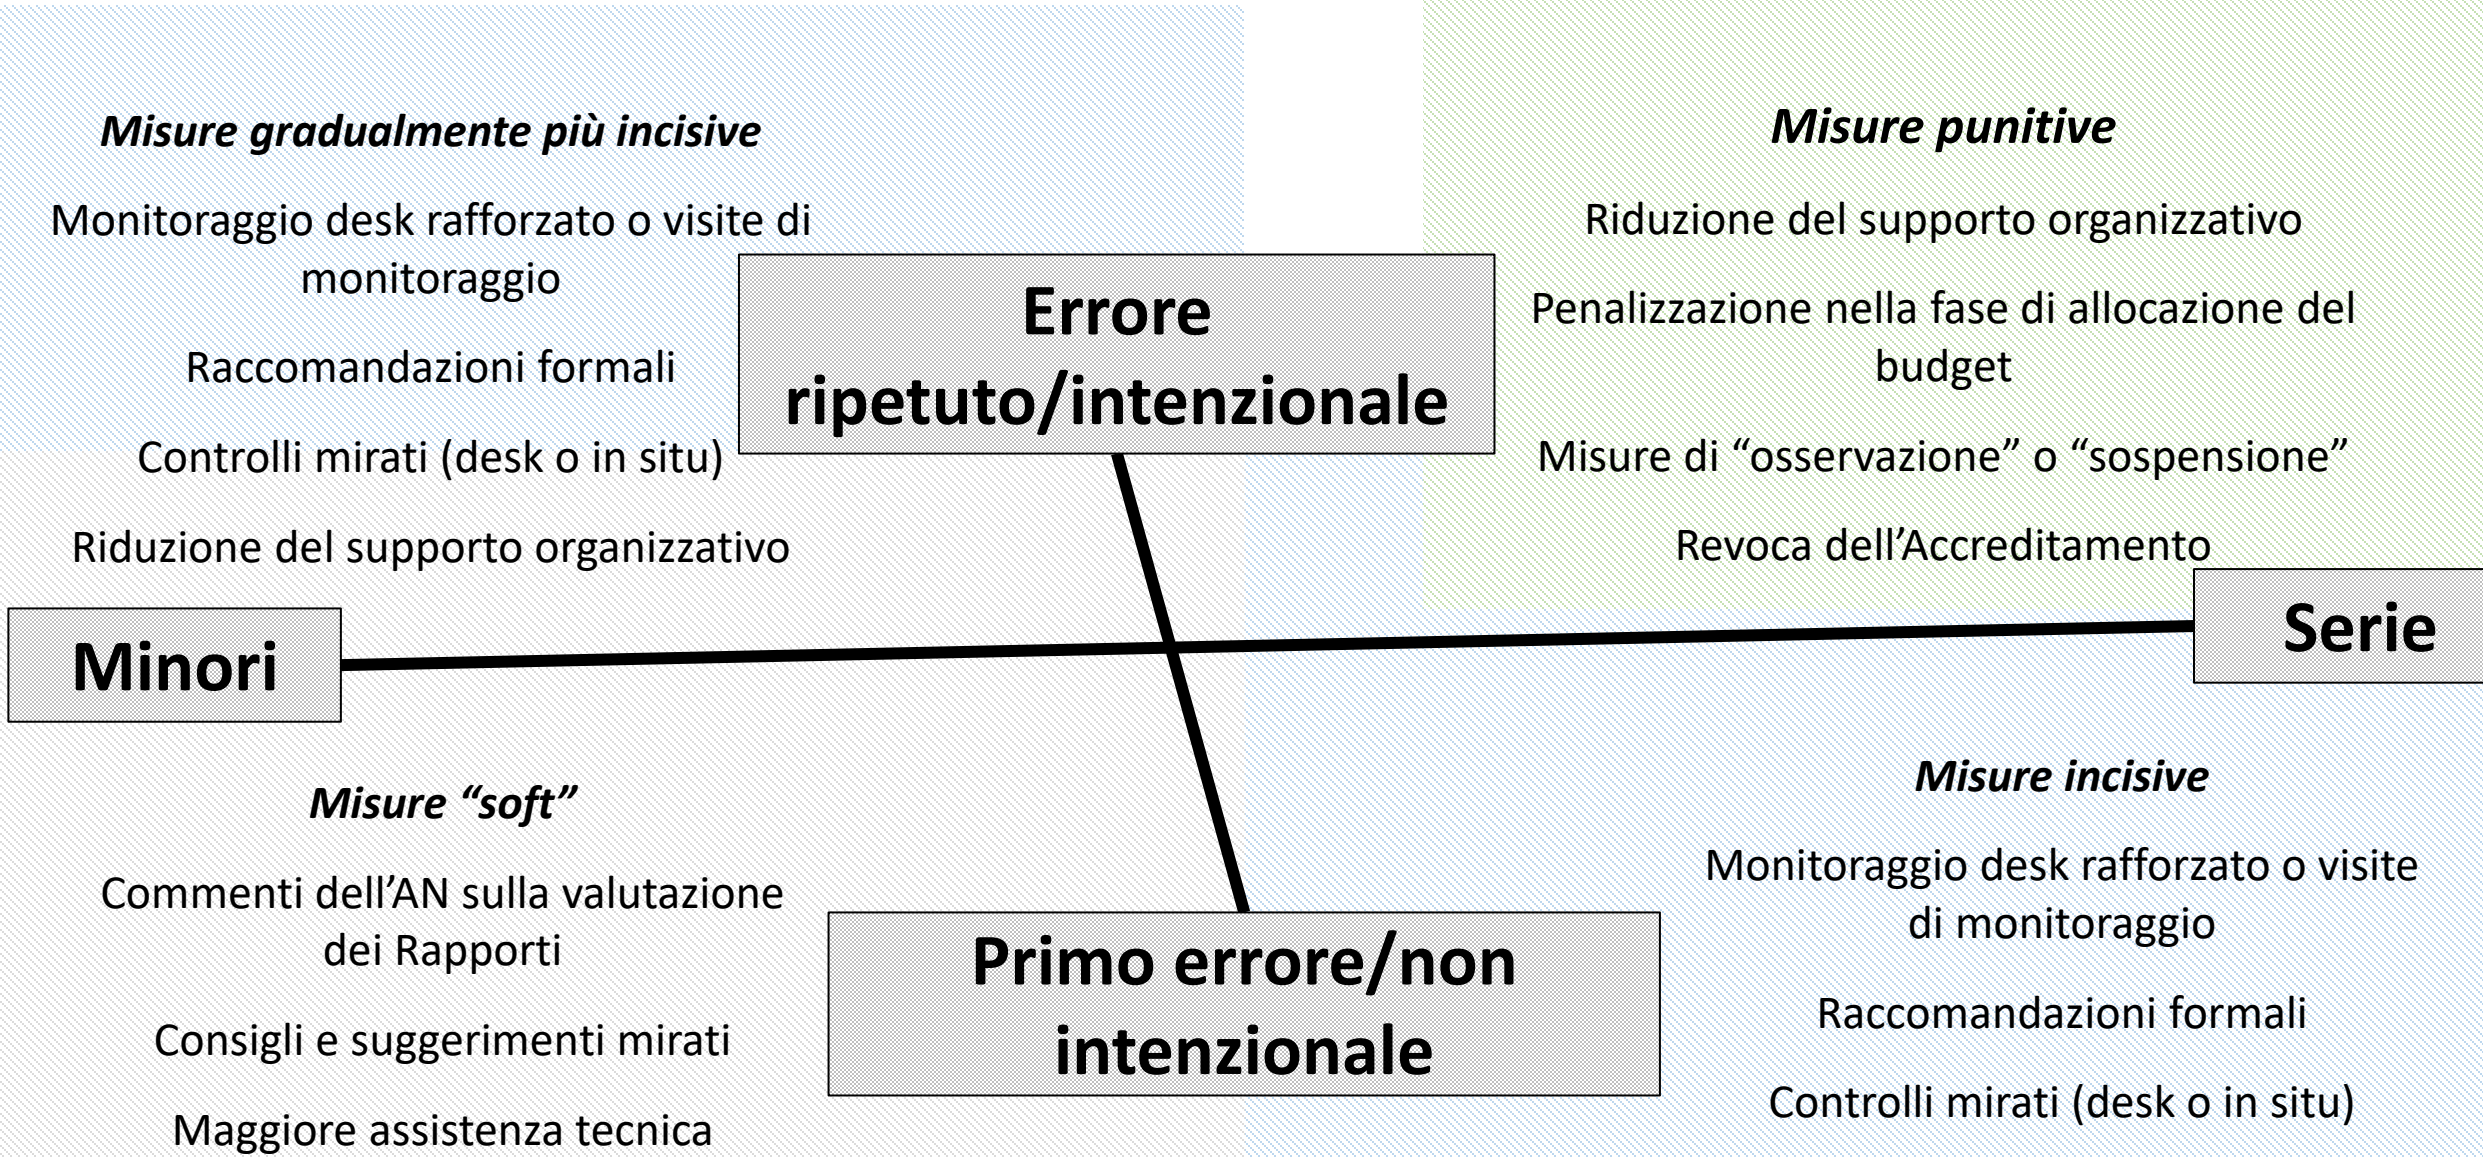 Misure gradualmente più incisive
Monitoraggio desk rafforzato o visite di
monitoraggio
Raccomandazioni formali
Controlli mirati (desk o in situ)
Riduzione del supporto organizzativo
Errore
ripetuto/intenzionale
Misure punitive
Riduzione del supporto organizzativo
Penalizzazione nella fase di allocazione del
budget
Misure di “osservazione” o “sospensione”
Revoca dell’Accreditamento
Minori
Serie
Misure “soft”
Commenti dell’AN sulla valutazione
dei Rapporti
Consigli e suggerimenti mirati
Maggiore assistenza tecnica
Primo errore/non
intenzionale
Misure incisive
Monitoraggio desk rafforzato o visite
di monitoraggio
Raccomandazioni formali
Controlli mirati (desk o in situ)